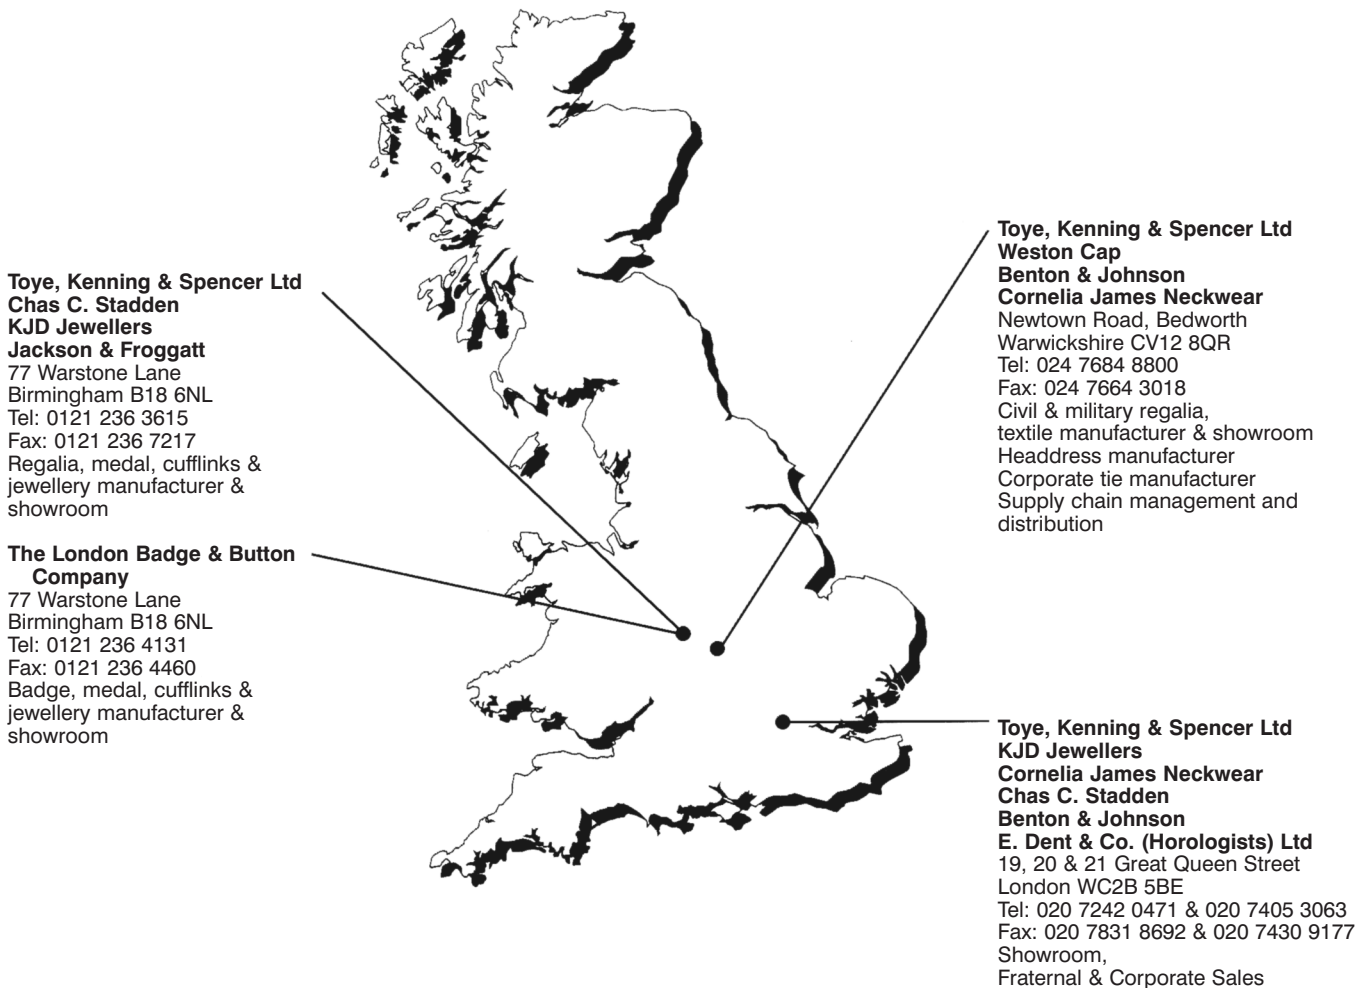 Toye, Kenning & Spencer Ltd
Chas C. Stadden
KJD Jewellers
Jackson & Froggatt
77 Warstone Lane
Birmingham B18 6NL
Tel: 0121 236 3615
Fax: 0121 236 7217
Regalia, medal, cufflinks &
jewellery manufacturer &
showroom
The London Badge & Button
Company
77 Warstone Lane
Birmingham B18 6NL
Tel: 0121 236 4131
Fax: 0121 236 4460
Badge, medal, cufflinks &
jewellery manufacturer &
showroom
Toye, Kenning & Spencer Ltd
Weston Cap
Benton & Johnson
Cornelia James Neckwear
Newtown Road, Bedworth
Warwickshire CV12 8QR
Tel: 024 7684 8800
Fax: 024 7664 3018
Civil & military regalia,
textile manufacturer & showroom
Headdress manufacturer
Corporate tie manufacturer
Supply chain management and
distribution
Toye, Kenning & Spencer Ltd
KJD Jewellers
Cornelia James Neckwear
Chas C. Stadden
Benton & Johnson
E. Dent & Co. (Horologists) Ltd
19, 20 & 21 Great Queen Street
London WC2B 5BE
Tel: 020 7242 0471 & 020 7405 3063
Fax: 020 7831 8692 & 020 7430 9177
Showroom,
Fraternal & Corporate Sales